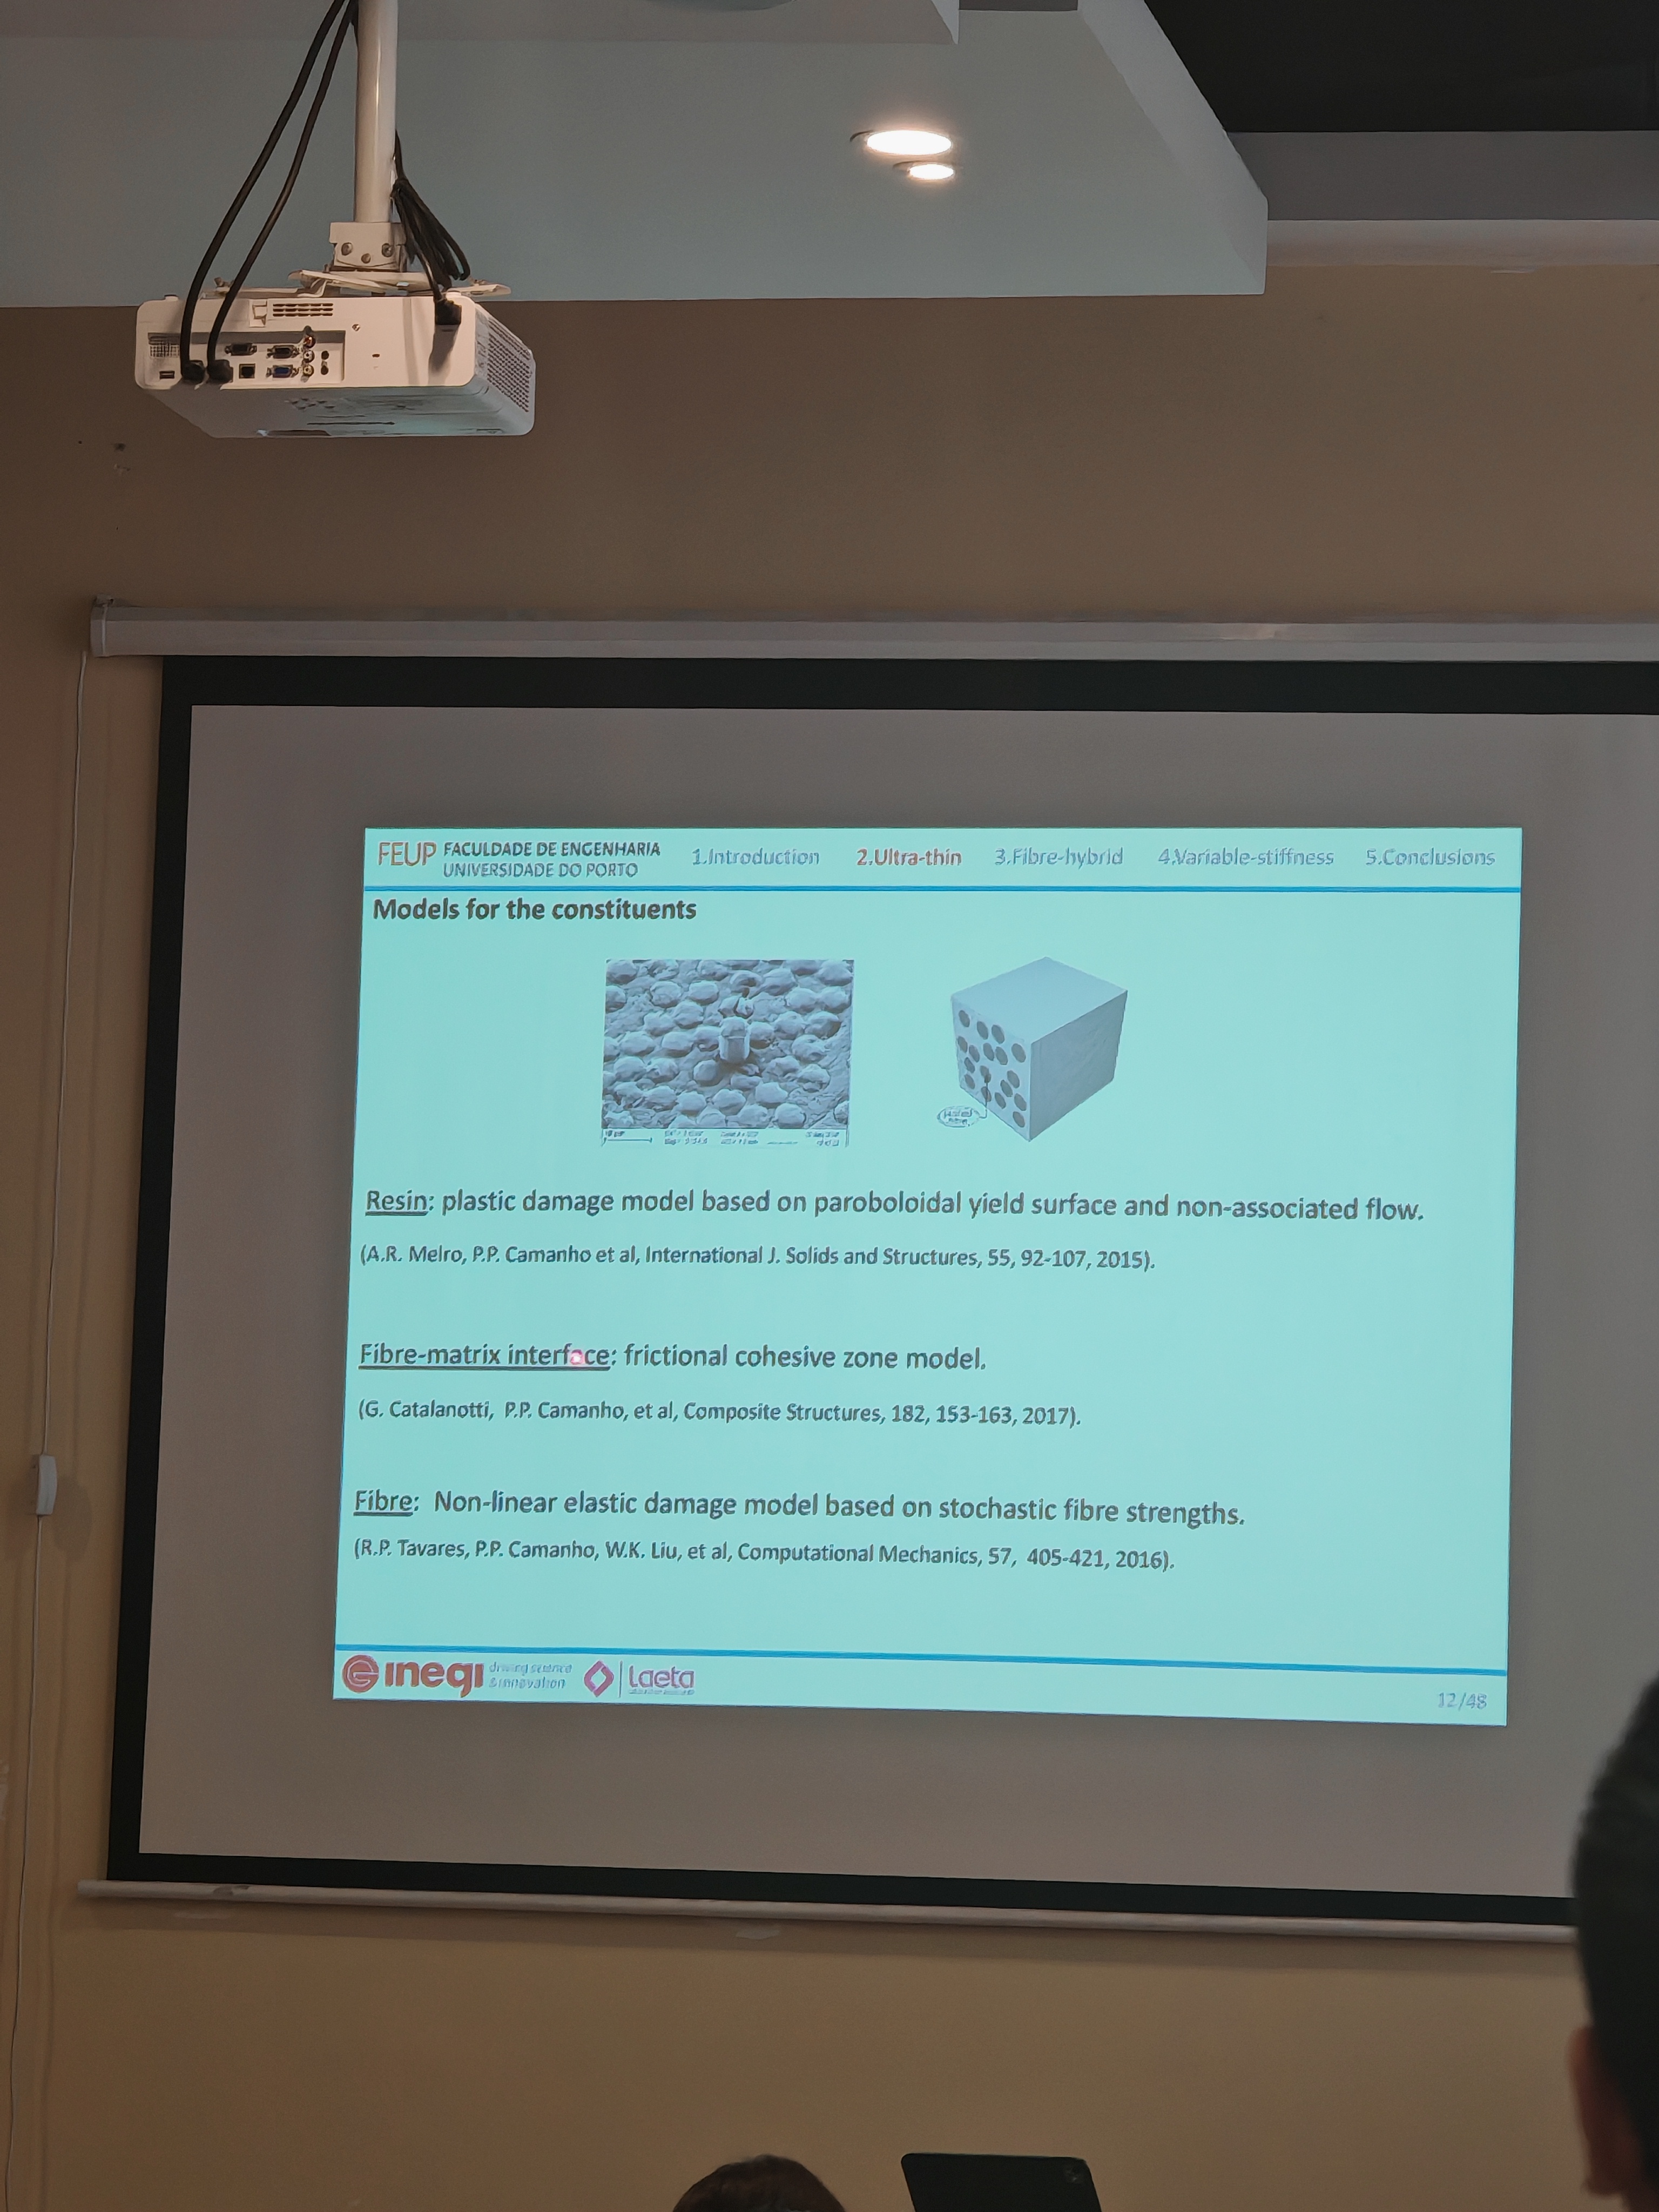 FEUP FACULDADE DE ENGENHARIA
UNIVERSIDADE DO PORTO
1.Introduction 2.Ultra-thin 3.Fibre-hybrid 4.Variable-stiffness 5.Conclusions
Models for the constituents
Resin: plastic damage model based on paroboloidal yield surface and non-associated flow.
(A.R. Melro, P.P. Camanho et al, International J. Solids and Structures, 55, 92-107, 2015).
Fibre-matrix interface: frictional cohesive zone model.
(G. Catalanotti, P.P. Camanho, et al, Composite Structures, 182, 153-163, 2017).
Fibre: Non-linear elastic damage model based on stochastic fibre strengths.
(R.P. Tavares, P.P. Camanho, W.K. Liu, et al, Computational Mechanics, 57, 405-421, 2016).
inegi driving science
& innovation
Laeta
12/48